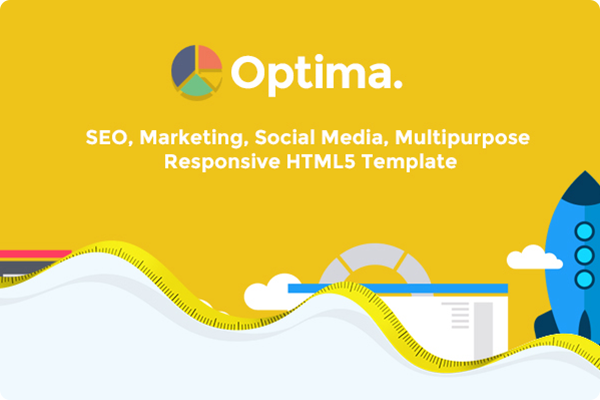 Optima.
SEO, Marketing, Social Media, Multipurpose
Responsive HTML5 Template